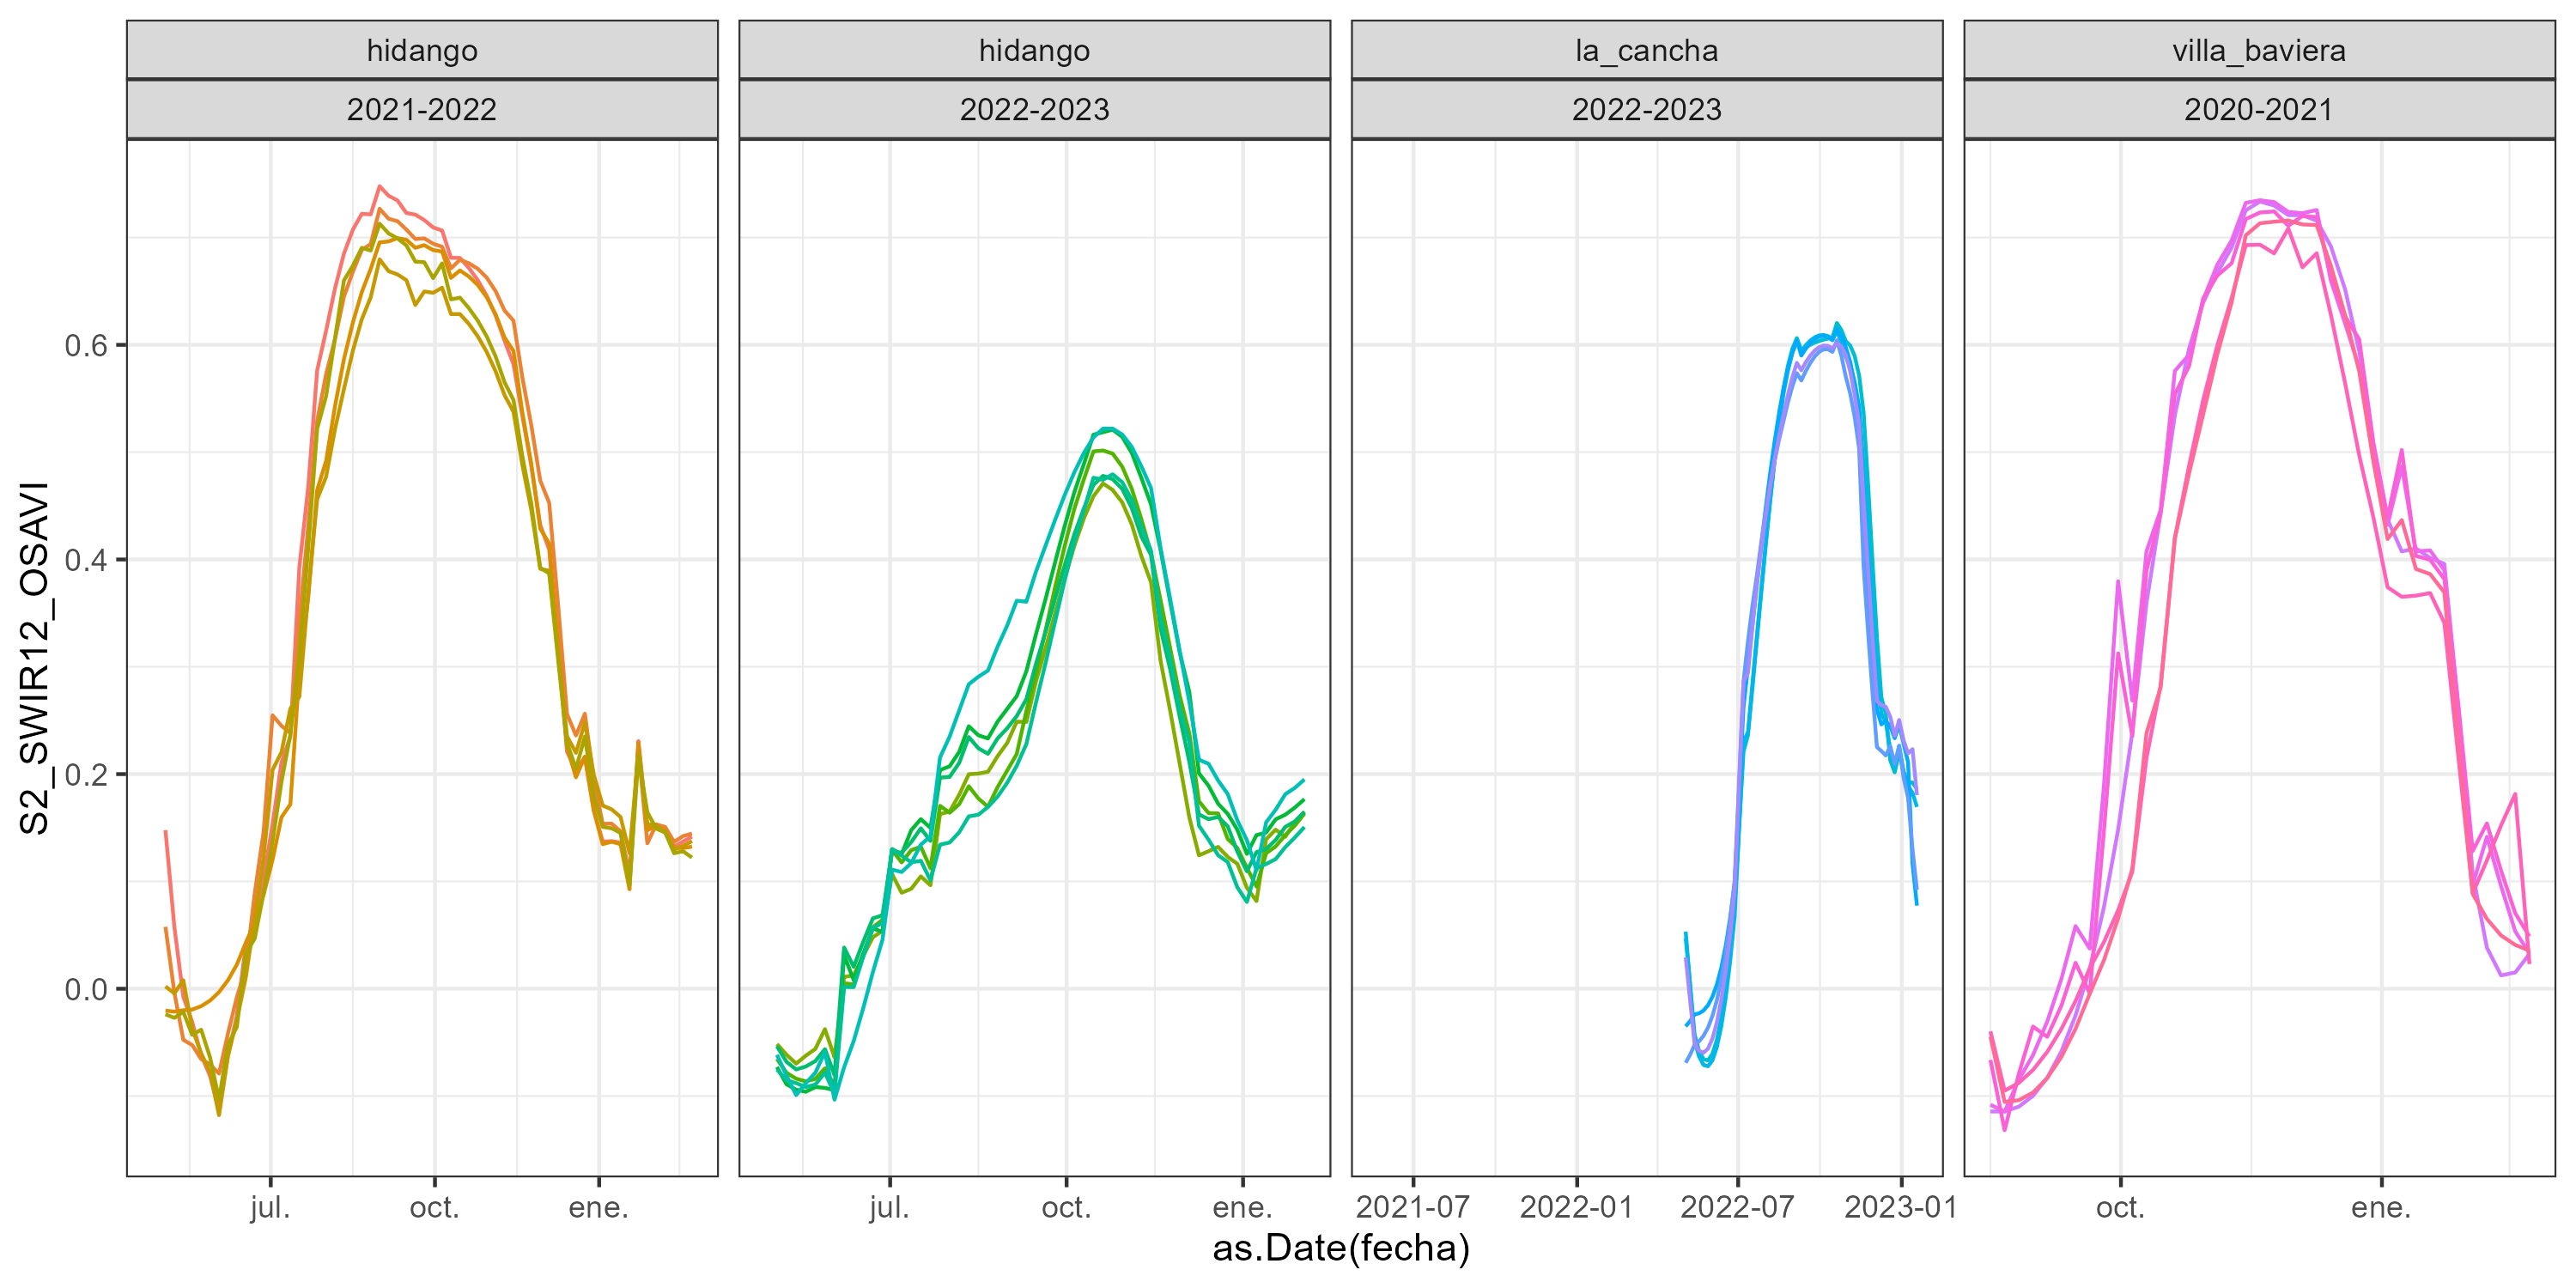 hidango
hidango
la_cancha
villa_baviera
2021-2022
2022-2023
2022-2023
2020-2021
S2_SWIR12_OSAVI
0.6
0.4
0.2
0.0
jul.
oct.
ene.
jul.
oct.
ene.
2021-07
2022-01
2022-07
2023-01
oct.
ene.
as.Date(fecha)